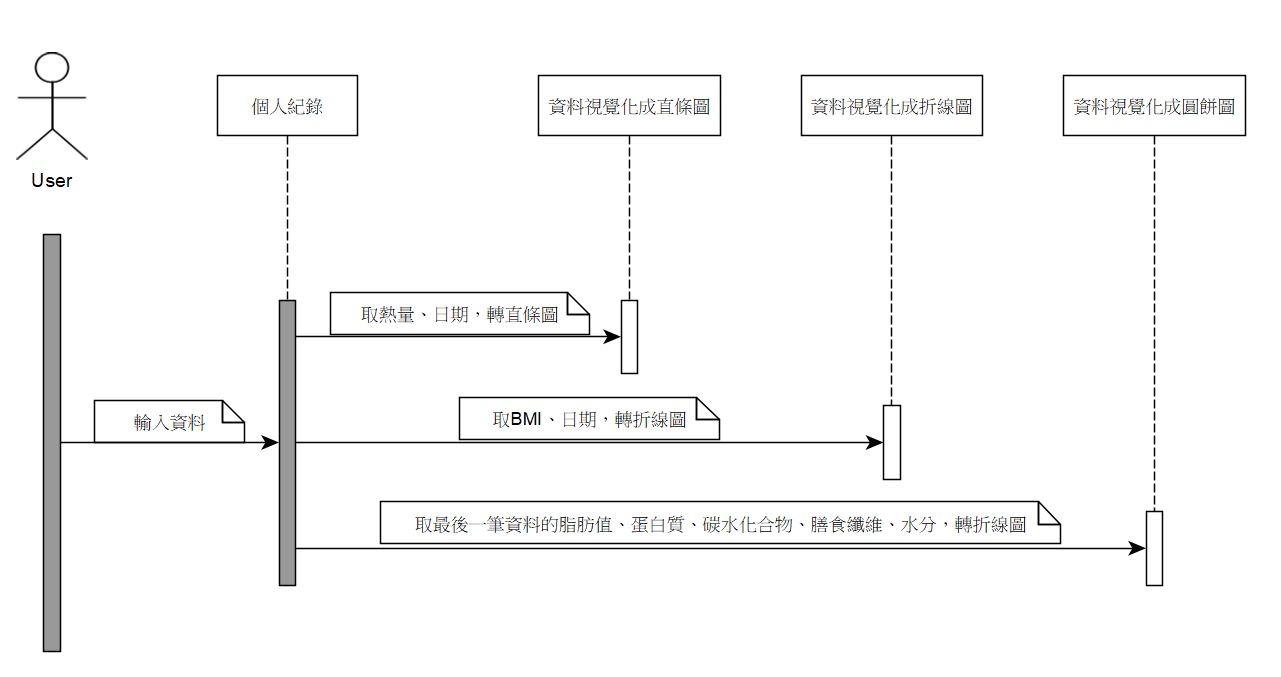 個人紀錄
資料視覺化成直條圖
資料視覺化成折線圖
資料視覺化成圓餅圖
User
取熱量、日期，轉直條圖
取BMI、日期，轉折線圖
輸入資料
取最後一筆資料的脂肪值、蛋白質、碳水化合物、膳食纖維、水分，轉折線圖